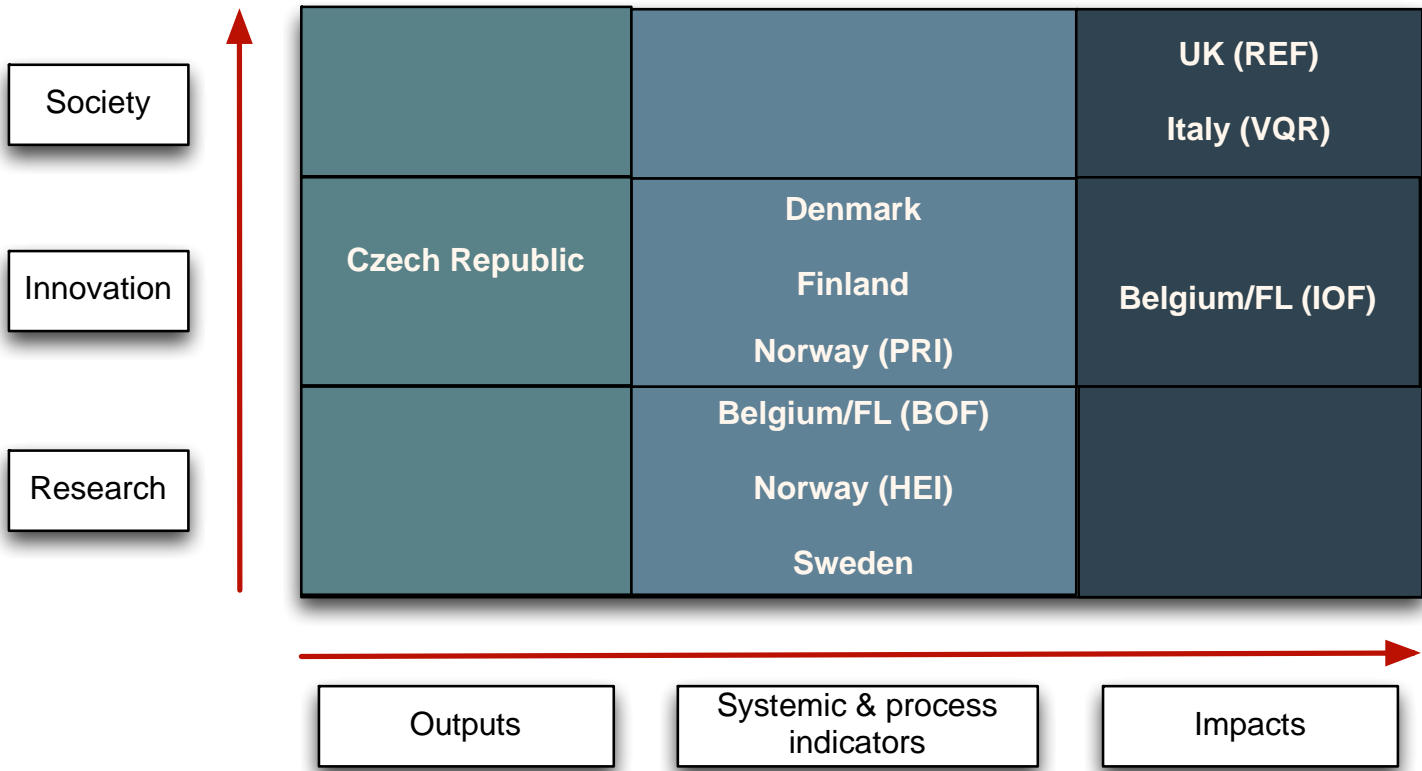 UK (REF)
Society
Italy (VQR)
Denmark
Czech Republic
Finland
Innovation
Belgium/FL (IOF)
Norway (PRI)
Belgium/FL (BOF)
Research
Norway (HEI)
Sweden
Outputs
Systemic & process
indicators
Impacts